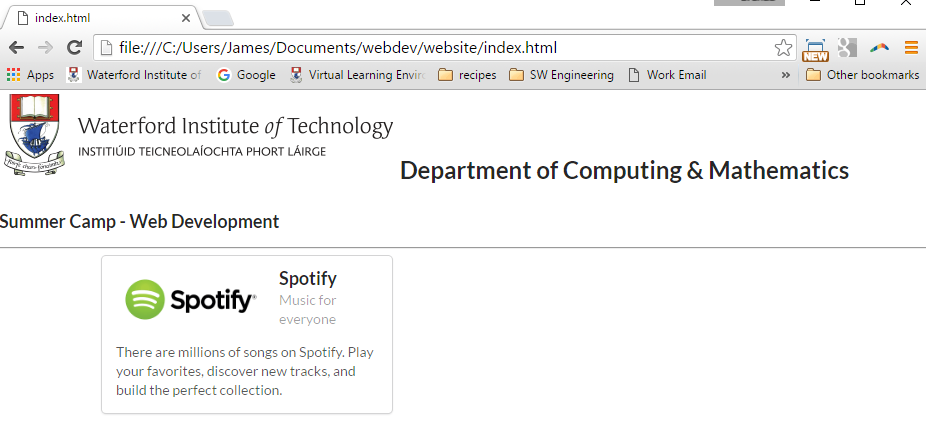 index.html
file:///C:/Users/James/Documents/webdev/website/index.html
NEW
Apps Waterford Institute of Google Virtual Learning Enviro recipes SW Engineering Work Email » Other bookmarks
Waterford Institute of Technology
INSTITIÚID TEICNEOLAÍOCHTA PHORT LÁIRGE
Department of Computing & Mathematics
Summer Camp - Web Development
Spotify
Spotify
Music for
everyone
There are millions of songs on Spotify. Play
your favorites, discover new tracks, and
build the perfect collection.